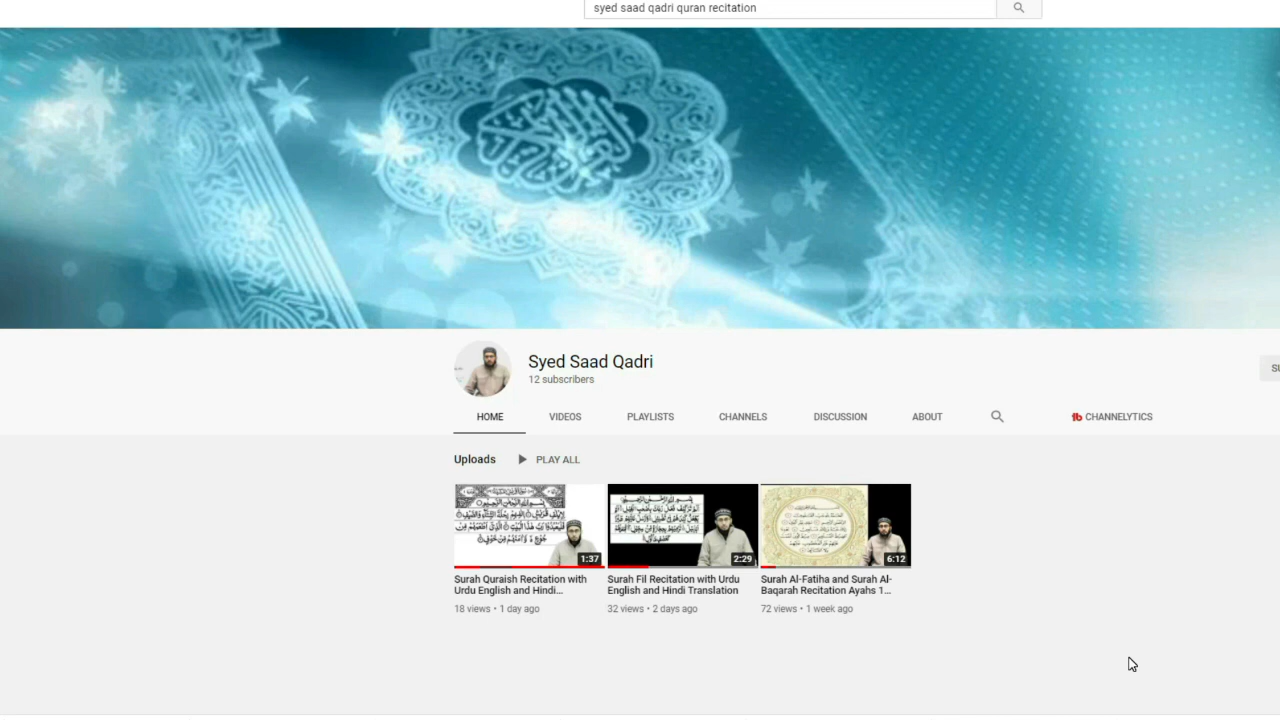 syed saad qadri quran recitation
Syed Saad Qadri
12 subscribers
HOME VIDEOS PLAYLISTS CHANNELS DISCUSSION ABOUT CHANNELYTICS
Uploads PLAY ALL
1:37 2:29 6:12
Surah Quraish Recitation with
Urdu English and Hindi...
18 views • 1 day ago
Surah Fil Recitation with Urdu
English and Hindi Translation
32 views • 2 days ago
Surah Al-Fatiha and Surah Al-
Baqarah Recitation Ayahs 1...
72 views • 1 week ago